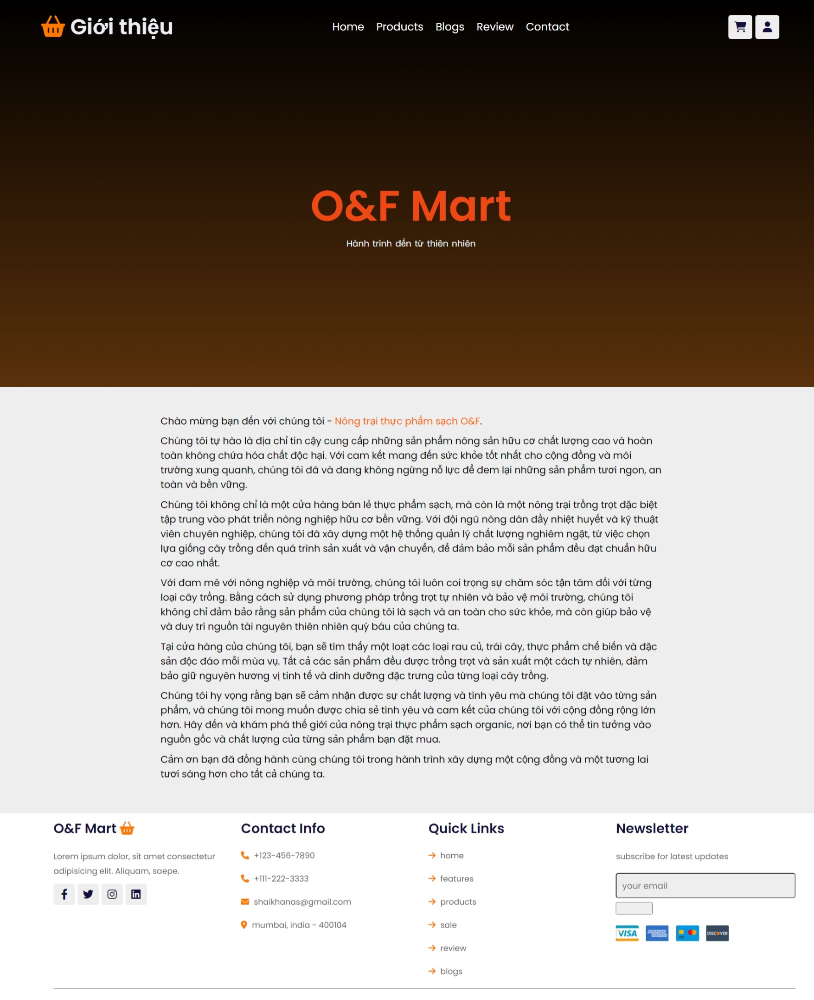 Giới thiệu
Home Products Blogs Review Contact
O&F Mart
Hành trình đến từ thiên nhiên
Chào mừng bạn đến với chúng tôi - Nông trại thực phẩm sạch O&F.
Chúng tôi tự hào là địa chỉ tin cậy cung cấp những sản phẩm nông sản hữu cơ chất lượng cao và hoàn
toàn không chứa hóa chất độc hại. Với cam kết mang đến sức khỏe tốt nhất cho cộng đồng và môi
trường xung quanh, chúng tôi đã và đang không ngừng nỗ lực để đem lại những sản phẩm tươi ngon, an
toàn và bền vững.
Chúng tôi không chỉ là một cửa hàng bán lẻ thực phẩm sạch, mà còn là một nông trại trồng trọt đặc biệt
tập trung vào phát triển nông nghiệp hữu cơ bền vững. Với đội ngũ nông dân đầy nhiệt huyết và kỹ thuật
viên chuyên nghiệp, chúng tôi đã xây dựng một hệ thống quản lý chất lượng nghiêm ngặt, từ việc chọn
lựa giống cây trồng đến quá trình sản xuất và vận chuyển, để đảm bảo mỗi sản phẩm đều đạt chuẩn hữu
cơ cao nhất.
Với đam mê với nông nghiệp và môi trường, chúng tôi luôn coi trọng sự chăm sóc tận tâm đối với từng
loại cây trồng. Bằng cách sử dụng phương pháp trồng trọt tự nhiên và bảo vệ môi trường, chúng tôi
không chỉ đảm bảo rằng sản phẩm của chúng tôi là sạch và an toàn cho sức khỏe, mà còn giúp bảo vệ
và duy trì nguồn tài nguyên thiên nhiên quý báu của chúng ta.
Tại cửa hàng của chúng tôi, bạn sẽ tìm thấy một loạt các loại rau củ, trái cây, thực phẩm chế biến và đặc
sản độc đáo mỗi mùa vụ. Tất cả các sản phẩm đều được trồng trọt và sản xuất một cách tự nhiên, đảm
bảo giữ nguyên hương vị tinh tế và dinh dưỡng đặc trưng của từng loại cây trồng.
Chúng tôi hy vọng rằng bạn sẽ cảm nhận được sự chất lượng và tình yêu mà chúng tôi đặt vào từng sản
phẩm, và chúng tôi mong muốn được chia sẻ tình yêu và cam kết của chúng tôi với cộng đồng rộng lớn
hơn. Hãy đến và khám phá thế giới của nông trại thực phẩm sạch organic, nơi bạn có thể tin tưởng vào
nguồn gốc và chất lượng của từng sản phẩm bạn đặt mua.
Cảm ơn bạn đã đồng hành cùng chúng tôi trong hành trình xây dựng một cộng đồng và một tương lai
tươi sáng hơn cho tất cả chúng ta.
O&F Mart
Lorem ipsum dolor, sit amet consectetur
adipisicing elit. Aliquam, saepe.
Contact Info
+123-456-7890
+111-222-3333
shaikhanas@gmail.com
mumbai, india - 400104
Quick Links
home
features
products
sale
review
blogs
Newsletter
subscribe for latest updates
your email
VISA AMERICAN EXPRESS DISCOVER